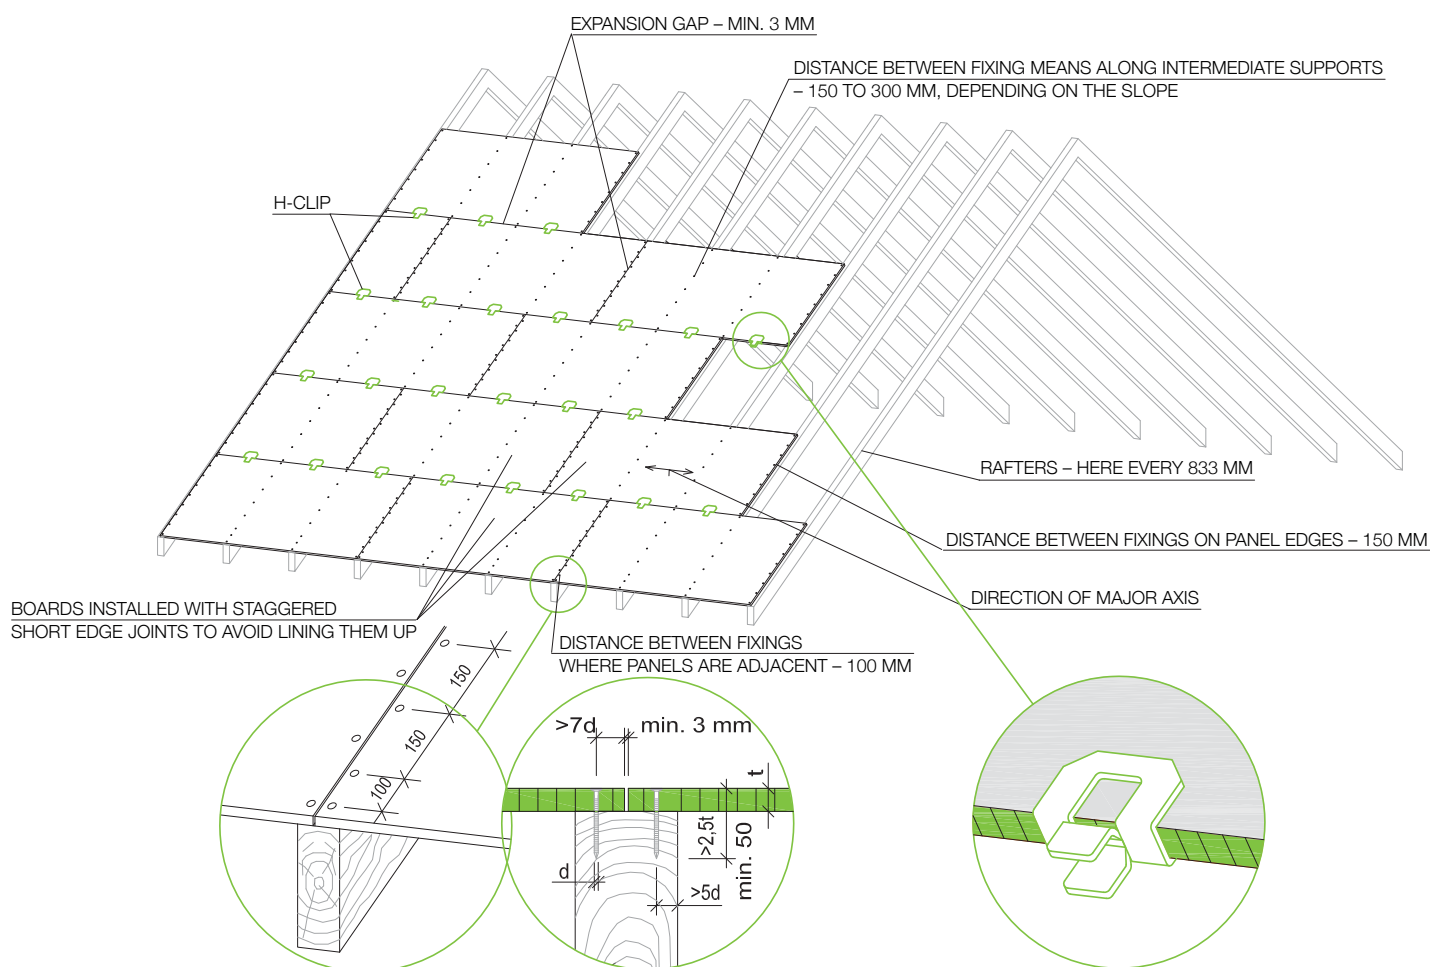 EXPANSION GAP – MIN. 3 MM
DISTANCE BETWEEN FIXING MEANS ALONG INTERMEDIATE SUPPORTS
– 150 TO 300 MM, DEPENDING ON THE SLOPE
H-CLIP
RAFTERS – HERE EVERY 833 MM
DISTANCE BETWEEN FIXINGS ON PANEL EDGES – 150 MM
DIRECTION OF MAJOR AXIS
BOARDS INSTALLED WITH STAGGERED
SHORT EDGE JOINTS TO AVOID LINING THEM UP
DISTANCE BETWEEN FIXINGS
WHERE PANELS ARE ADJACENT – 100 MM
150
150
100
>7d
min. 3 mm
t
>2,5t
min. 50
d
>5d